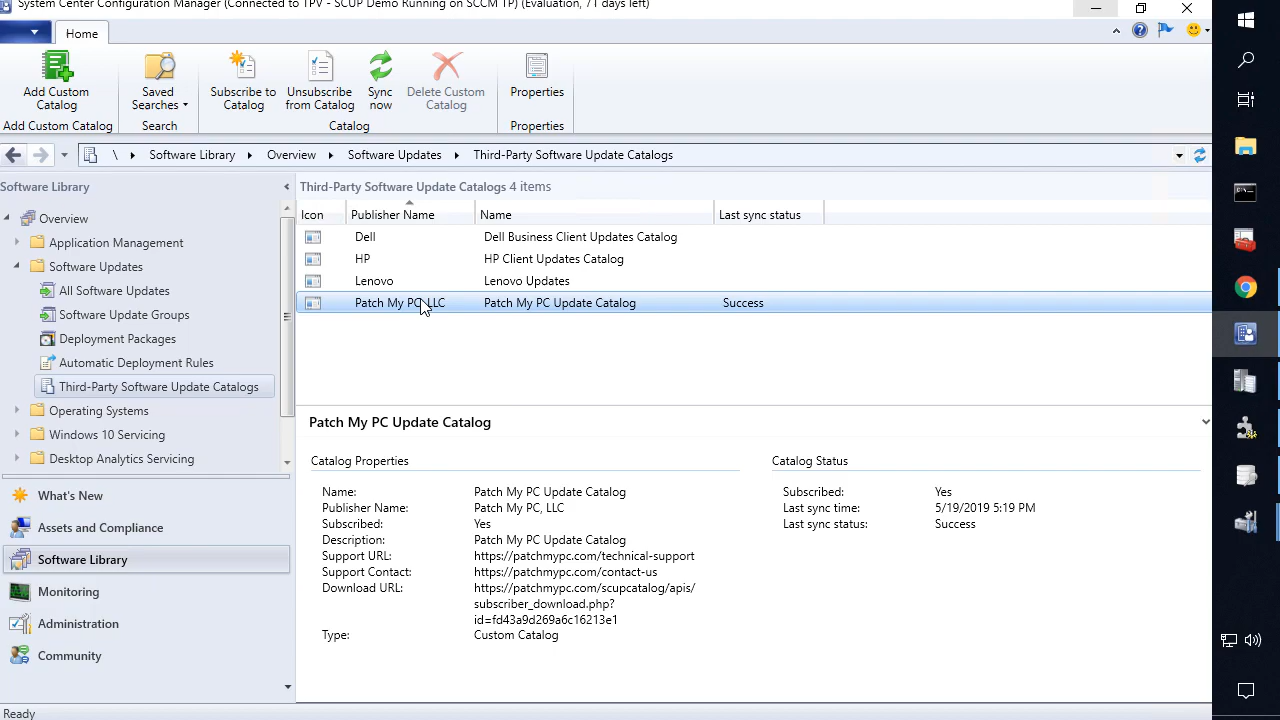 System Center Configuration Manager (Connected to TPV - SCUP Demo Running on SCCM TP) (Evaluation, 71 days left)
Home
Add Custom
Catalog
Saved
Searches
Subscribe to
Catalog
Unsubscribe
from Catalog
Sync
now
Delete Custom
Catalog
Properties
Add Custom Catalog
Search
Catalog
Properties
\ Software Library Overview Software Updates Third-Party Software Update Catalogs
Software Library
Overview
Application Management
Software Updates
All Software Updates
Software Update Groups
Deployment Packages
Automatic Deployment Rules
Third-Party Software Update Catalogs
Operating Systems
Windows 10 Servicing
Desktop Analytics Servicing
What's New
Assets and Compliance
Software Library
Monitoring
Administration
Community
Third-Party Software Update Catalogs 4 items
Icon Publisher Name Name Last sync status
Dell Dell Business Client Updates Catalog
HP HP Client Updates Catalog
Lenovo Lenovo Updates
Patch My PC, LLC Patch My PC Update Catalog Success
Patch My PC Update Catalog
Catalog Properties
Name: Patch My PC Update Catalog
Publisher Name: Patch My PC, LLC
Subscribed: Yes
Description: Patch My PC Update Catalog
Support URL: https://patchmypc.com/technical-support
Support Contact: https://patchmypc.com/contact-us
Download URL: https://patchmypc.com/scupcatalog/apis/
subscriber_download.php?
id=fd43a9d269a6c16213e1
Type: Custom Catalog
Catalog Status
Subscribed: Yes
Last sync time: 5/19/2019 5:19 PM
Last sync status: Success
Ready